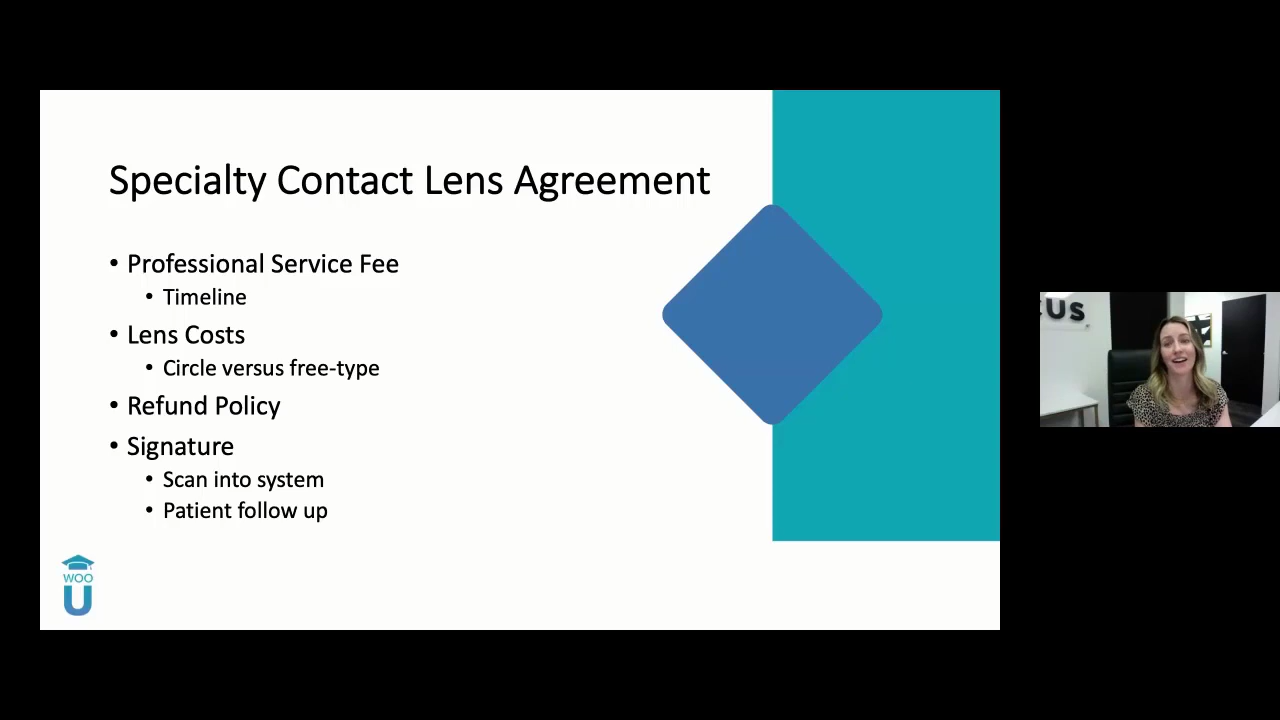 Specialty Contact Lens Agreement
• Professional Service Fee
• Timeline
• Lens Costs
• Circle versus free-type
• Refund Policy
• Signature
• Scan into system
• Patient follow up
WOO
U
CUS